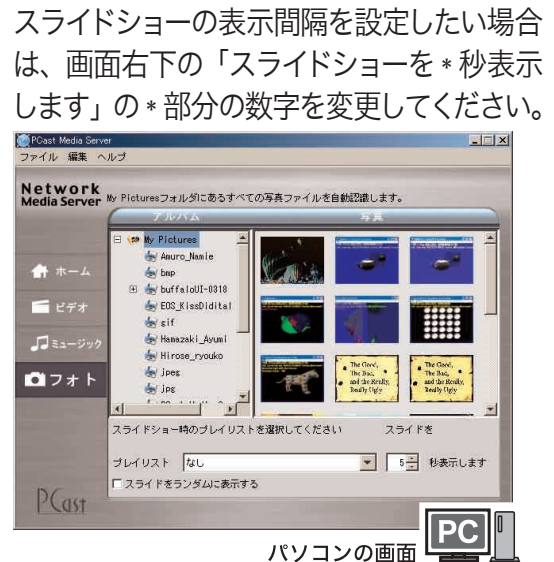 スライドショーの表示間隔を設定したい場合
は、画面右下の「スライドショーを*秒表示
します」の*部分の数字を変更してください。
PCast Media Server
ファイル 編集 ヘルプ
Network
Media Server
My Picturesフォルダにあるすべての写真ファイルを自動認識します。
アルバム 写真
My Pictures
Amuro_Namie
bmp
buffaloUI-0318
EOS_KissDidital
gif
Hamazaki_Ayumi
Hirose_ryouko
jpeg
jpg
ホーム
ビデオ
ミュージック
フォト
The Good,
The Bad,
and the Really,
Really Ugly
The Good,
The Bad,
and the Really,
Really Ugly
スライドショー時のプレイリストを選択してください スライドを
プレイリスト なし 5 秒表示します
スライドをランダムに表示する
PCast
パソコンの画面 PC